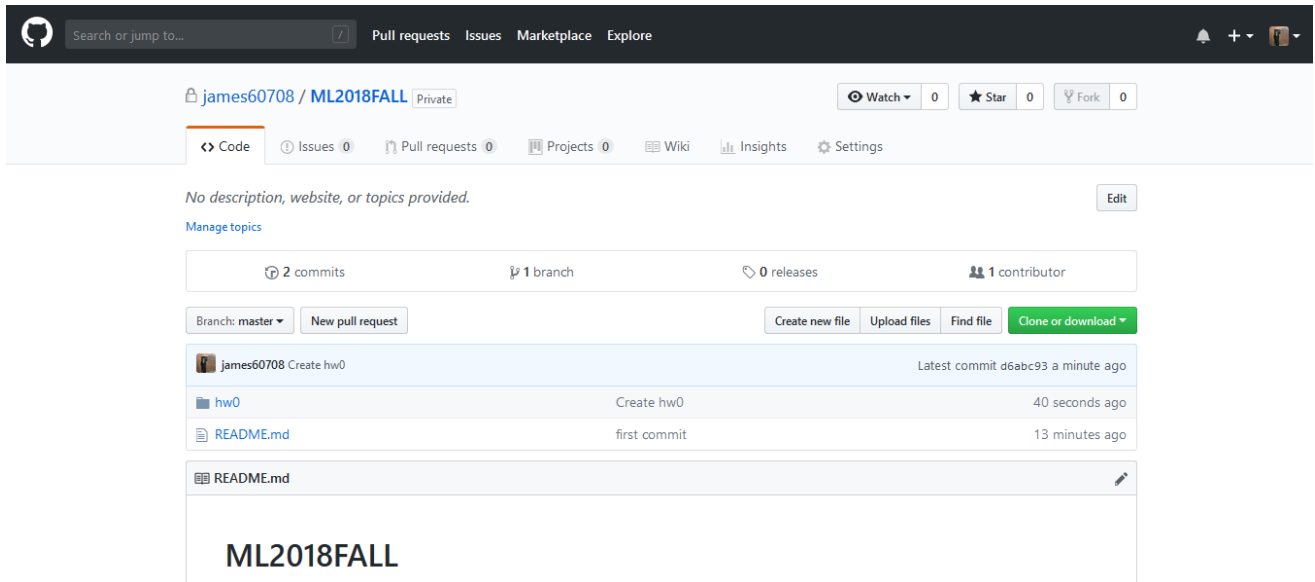 Search or jump to... / Pull requests Issues Marketplace Explore
james60708 / ML2018FALL Private Watch 0 Star 0 Fork 0
Code Issues 0 Pull requests 0 Projects 0 Wiki Insights Settings
No description, website, or topics provided. Edit
Manage topics
2 commits 1 branch 0 releases 1 contributor
Branch: master New pull request Create new file Upload files Find file Clone or download
james60708 Create hw0 Latest commit d6abc93 a minute ago
hw0 Create hw0 40 seconds ago
README.md first commit 13 minutes ago
README.md
ML2018FALL